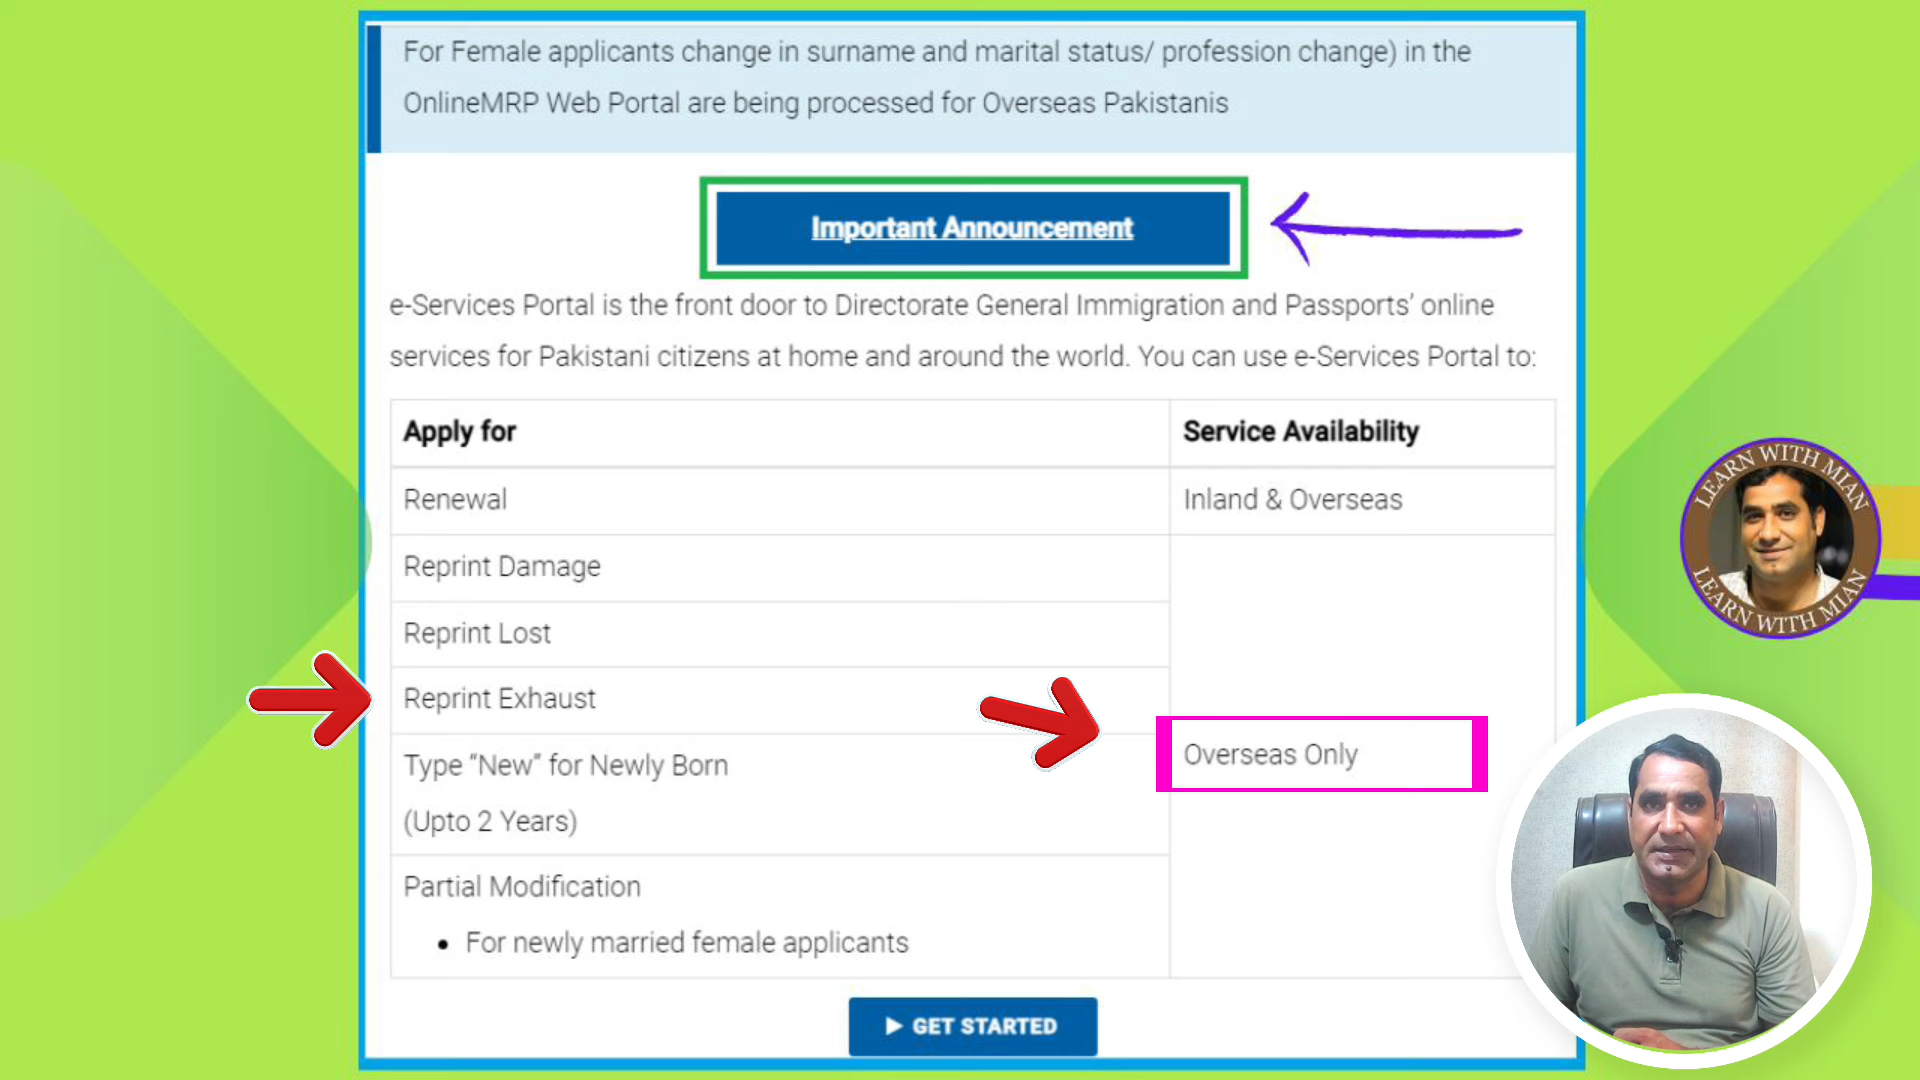 For Female applicants change in surname and marital status/ profession change) in the
OnlineMRP Web Portal are being processed for Overseas Pakistanis
Important Announcement
e-Services Portal is the front door to Directorate General Immigration and Passports’ online
services for Pakistani citizens at home and around the world. You can use e-Services Portal to:
Apply for
Service Availability
Renewal
Inland & Overseas
Reprint Damage
Reprint Lost
Reprint Exhaust
Overseas Only
Type “New” for Newly Born
(Upto 2 Years)
Partial Modification
• For newly married female applicants
GET STARTED
LEARN WITH MIAN
LEARN WITH MIAN